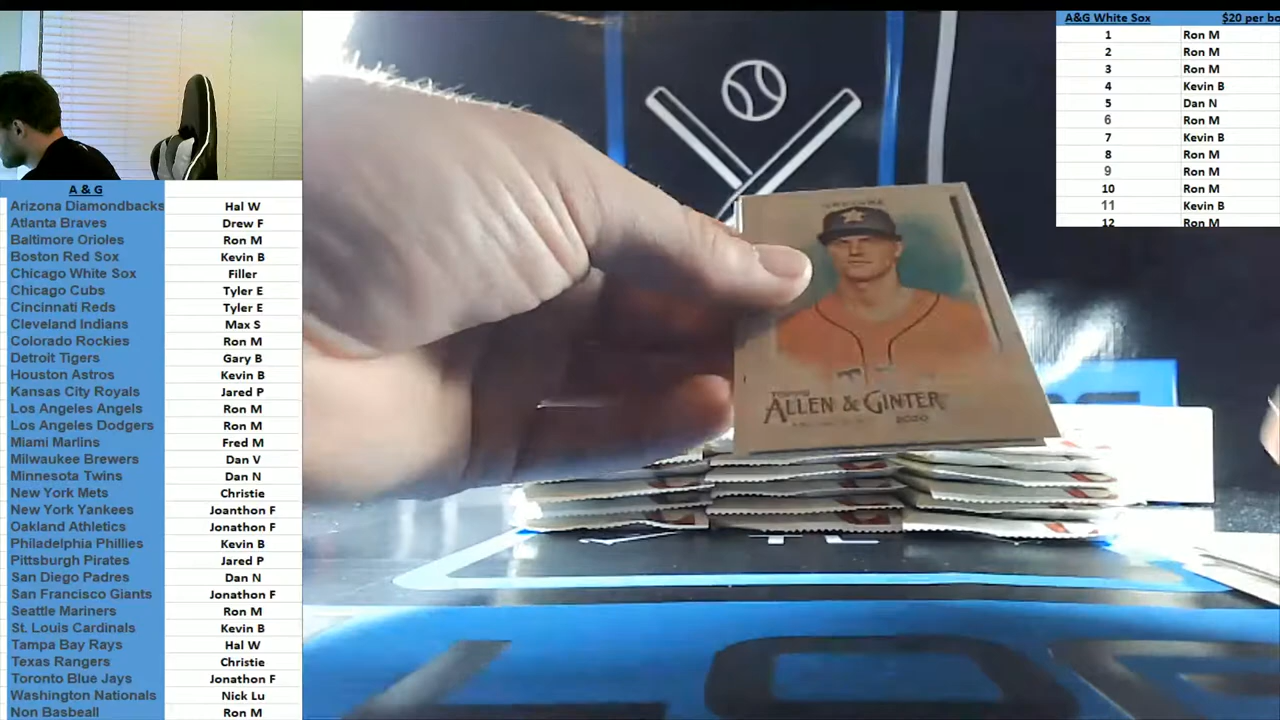 A & G
Arizona Diamondbacks Hal W
Atlanta Braves Drew F
Baltimore Orioles Ron M
Boston Red Sox Kevin B
Chicago White Sox Filler
Chicago Cubs Tyler E
Cincinnati Reds Tyler E
Cleveland Indians Max S
Colorado Rockies Ron M
Detroit Tigers Gary B
Houston Astros Kevin B
Kansas City Royals Jared P
Los Angeles Angels Ron M
Los Angeles Dodgers Ron M
Miami Marlins Fred M
Milwaukee Brewers Dan V
Minnesota Twins Dan N
New York Mets Christie
New York Yankees Joanthon F
Oakland Athletics Jonathon F
Philadelphia Phillies Kevin B
Pittsburgh Pirates Jared P
San Diego Padres Dan N
San Francisco Giants Jonathon F
Seattle Mariners Ron M
St. Louis Cardinals Kevin B
Tampa Bay Rays Hal W
Texas Rangers Christie
Toronto Blue Jays Jonathon F
Washington Nationals Nick Lu
Non Basbeall Ron M
ALLEN & GINTER
2020
A&G White Sox $20 per bo
1 Ron M
2 Ron M
3 Ron M
4 Kevin B
5 Dan N
6 Ron M
7 Kevin B
8 Ron M
9 Ron M
10 Ron M
11 Kevin B
12 Ron M